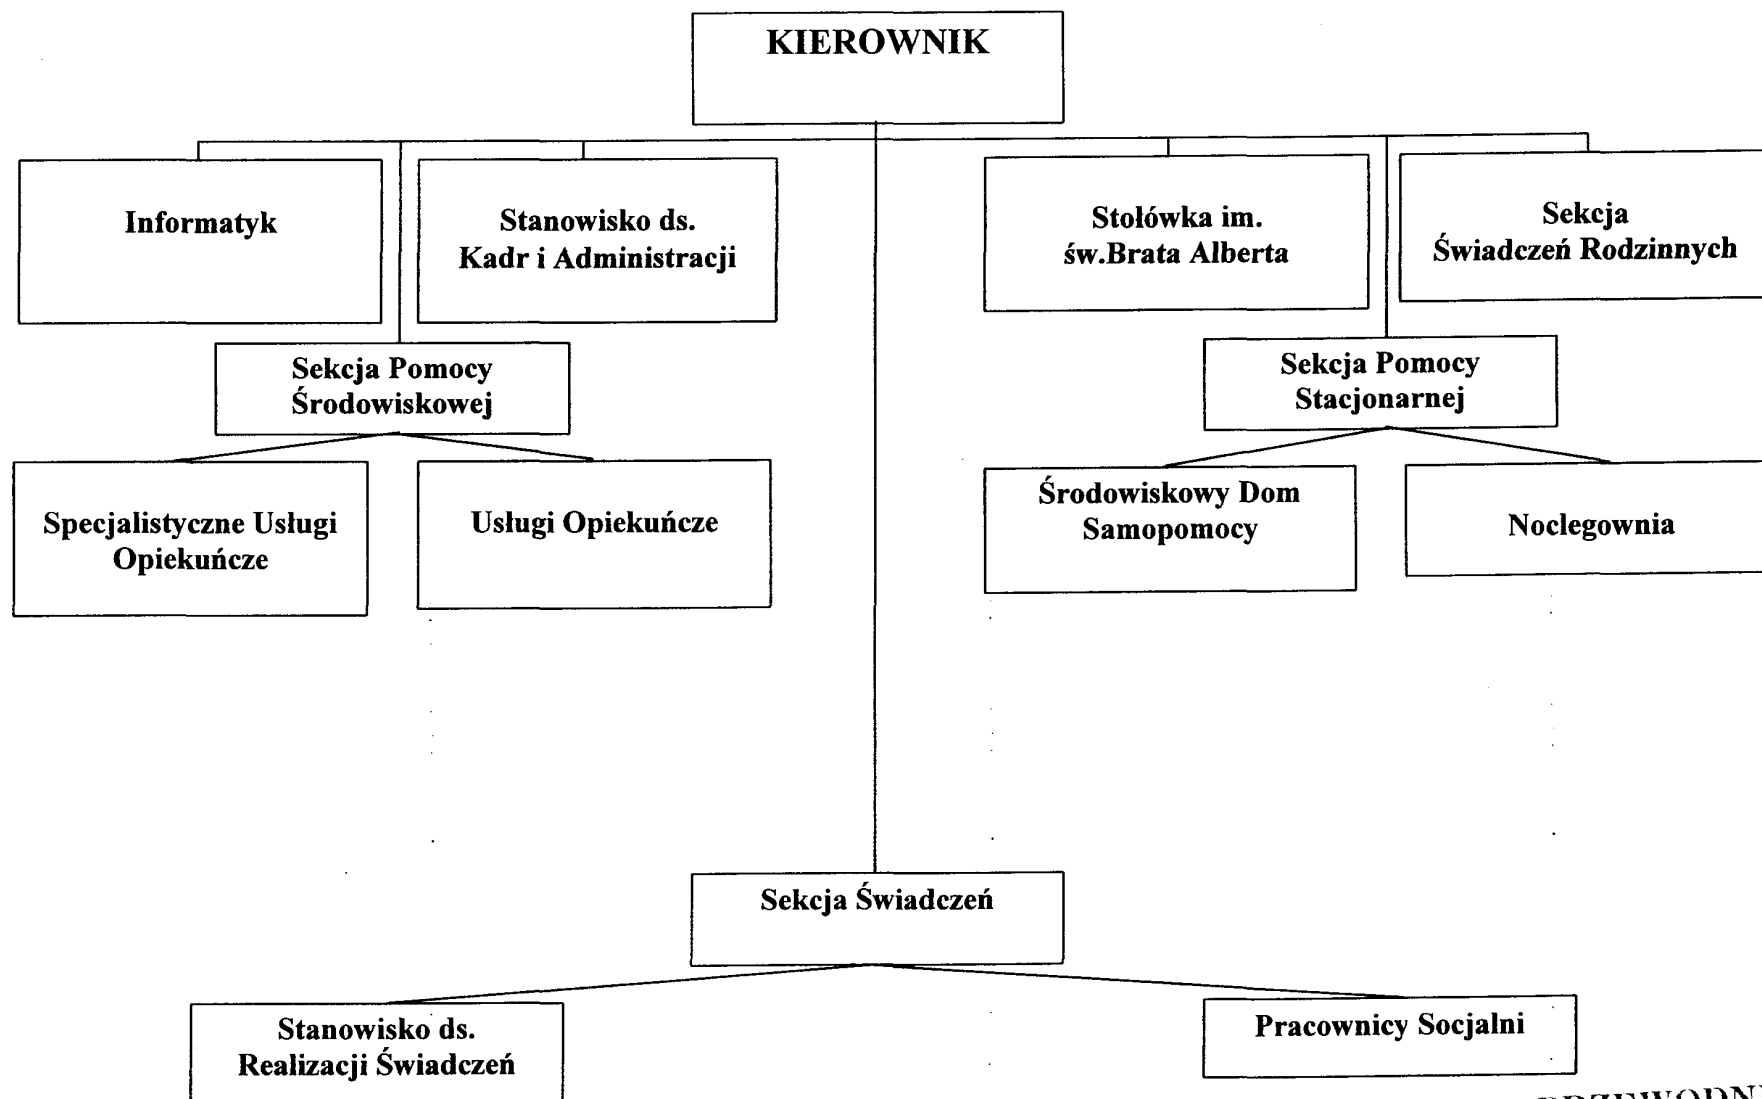 KIEROWNIK
Informatyk
Stanowisko ds.
Kadr i Administracji
Stołówka im.
św.Brata Alberta
Sekcja
Świadczeń Rodzinnych
Sekcja Pomocy
Środowiskowej
Sekcja Pomocy
Stacjonarnej
Specjalistyczne Usługi
Opiekuńcze
Usługi Opiekuńcze
Środowiskowy Dom
Samopomocy
Noclegownia
Sekcja Świadczeń
Stanowisko ds.
Realizacji Świadczeń
Pracownicy Socjalni